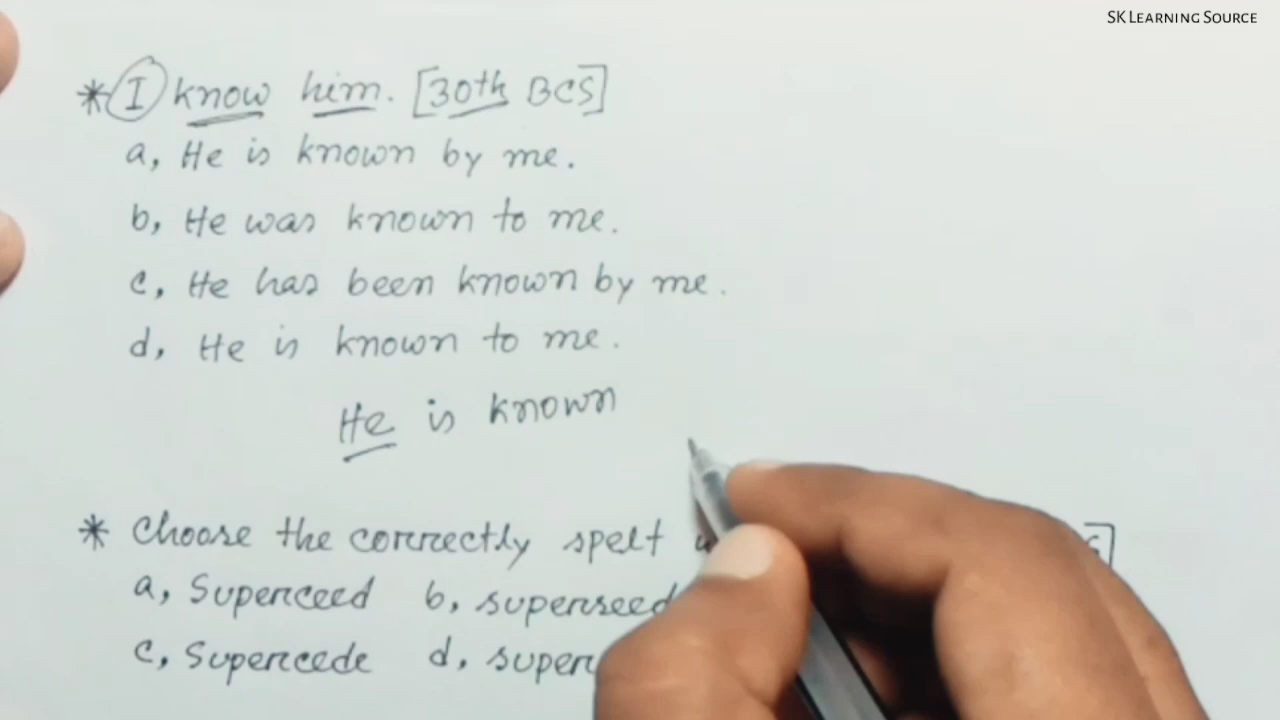 SK Learning Source
* I know him. [30th BCS]
a, He is known by me.
b, He was known to me.
c, He has been known by me.
d, He is known to me.
He is known
* Choose the correctly spelt
a, Superceed b, superseed
c, Supercede d, super